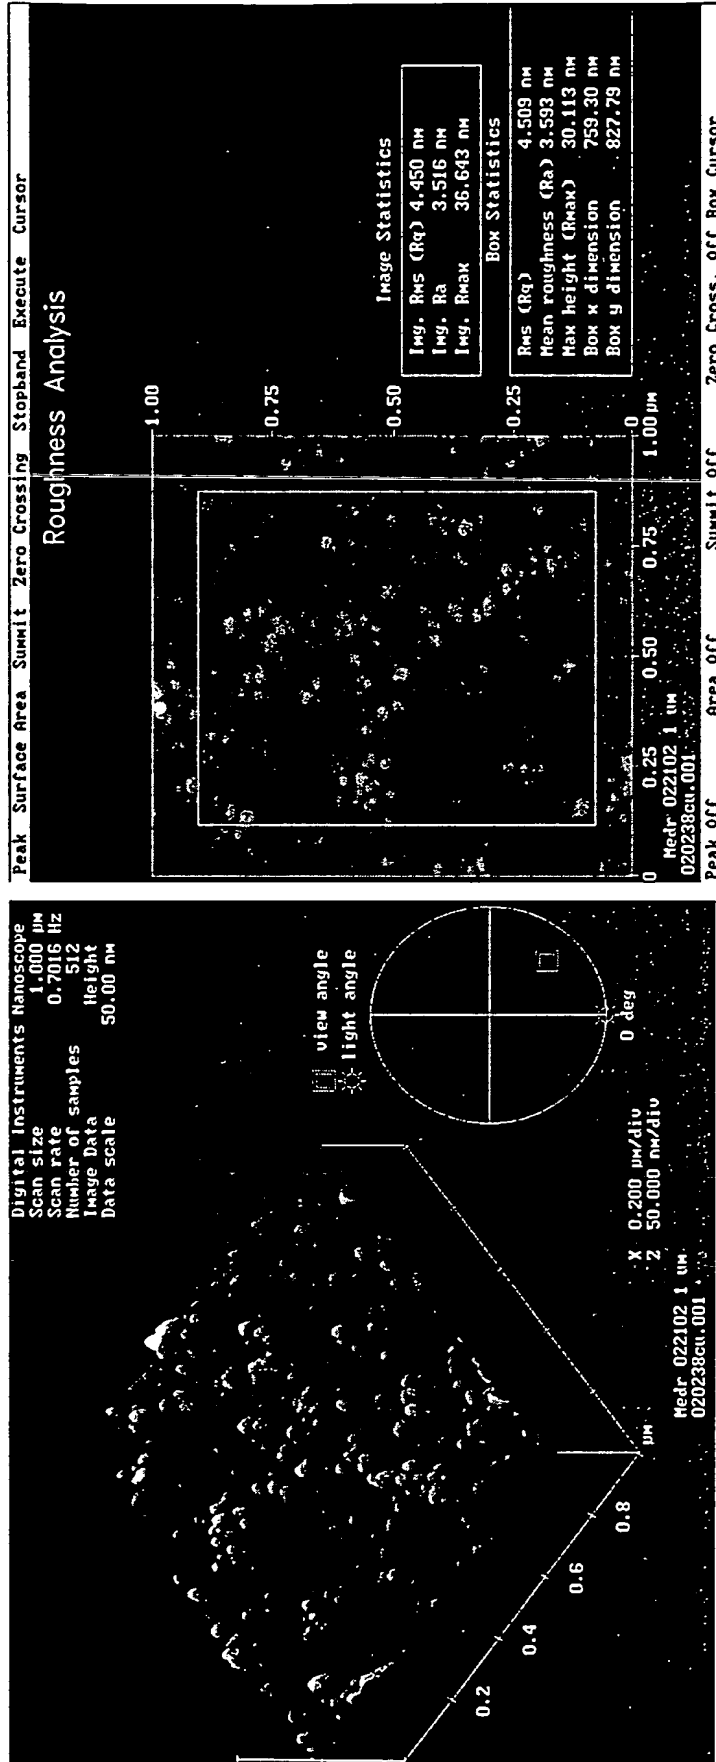 Digital Instruments Nanoscope
Scan size 1.000 µm
Scan rate 0.7016 Hz
Number of samples 512
Image Data Height
Data scale 50.00 nm
view angle
light angle
0 deg
0.2
0.4
0.6
0.8
µm
X 0.200 µm/div
Z 50.000 nm/div
Medr 022102 1 um
020238cu.001
Peak Surface Area Summit Zero Crossing Stopband Execute Cursor
Roughness Analysis
1.00
0.75
0.50
0.25
0
0 0.25 0.50 0.75 1.00 µm
Medr 022102 1 um
020238cu.001
Image Statistics
Img. Rms (Rq) 4.450 nm
Img. Ra 3.516 nm
Img. Rmax 36.643 nm
Box Statistics
Rms (Rq) 4.509 nm
Mean roughness (Ra) 3.593 nm
Max height (Rmax) 30.113 nm
Box x dimension 759.30 nm
Box y dimension 827.79 nm
Peak Off Area Off Summit Off Zero Cross. Off Box Cursor